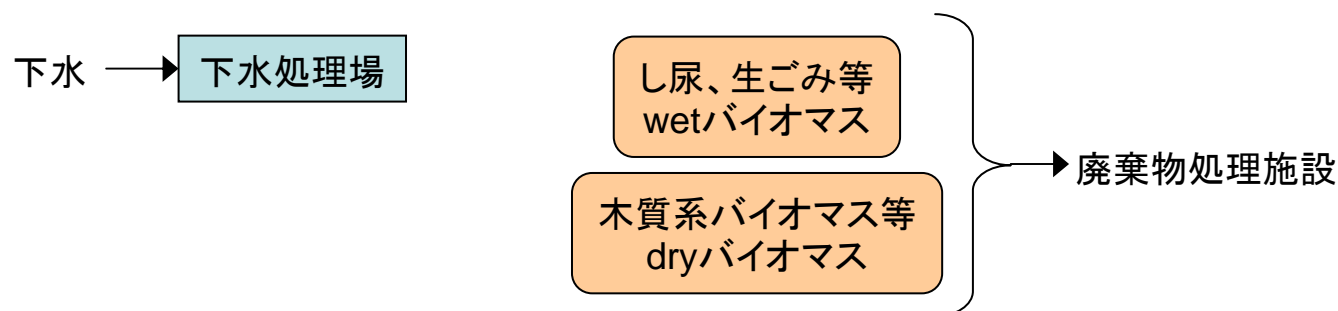 下水
下水処理場
し尿、生ごみ等
wetバイオマス
木質系バイオマス等
dryバイオマス
廃棄物処理施設